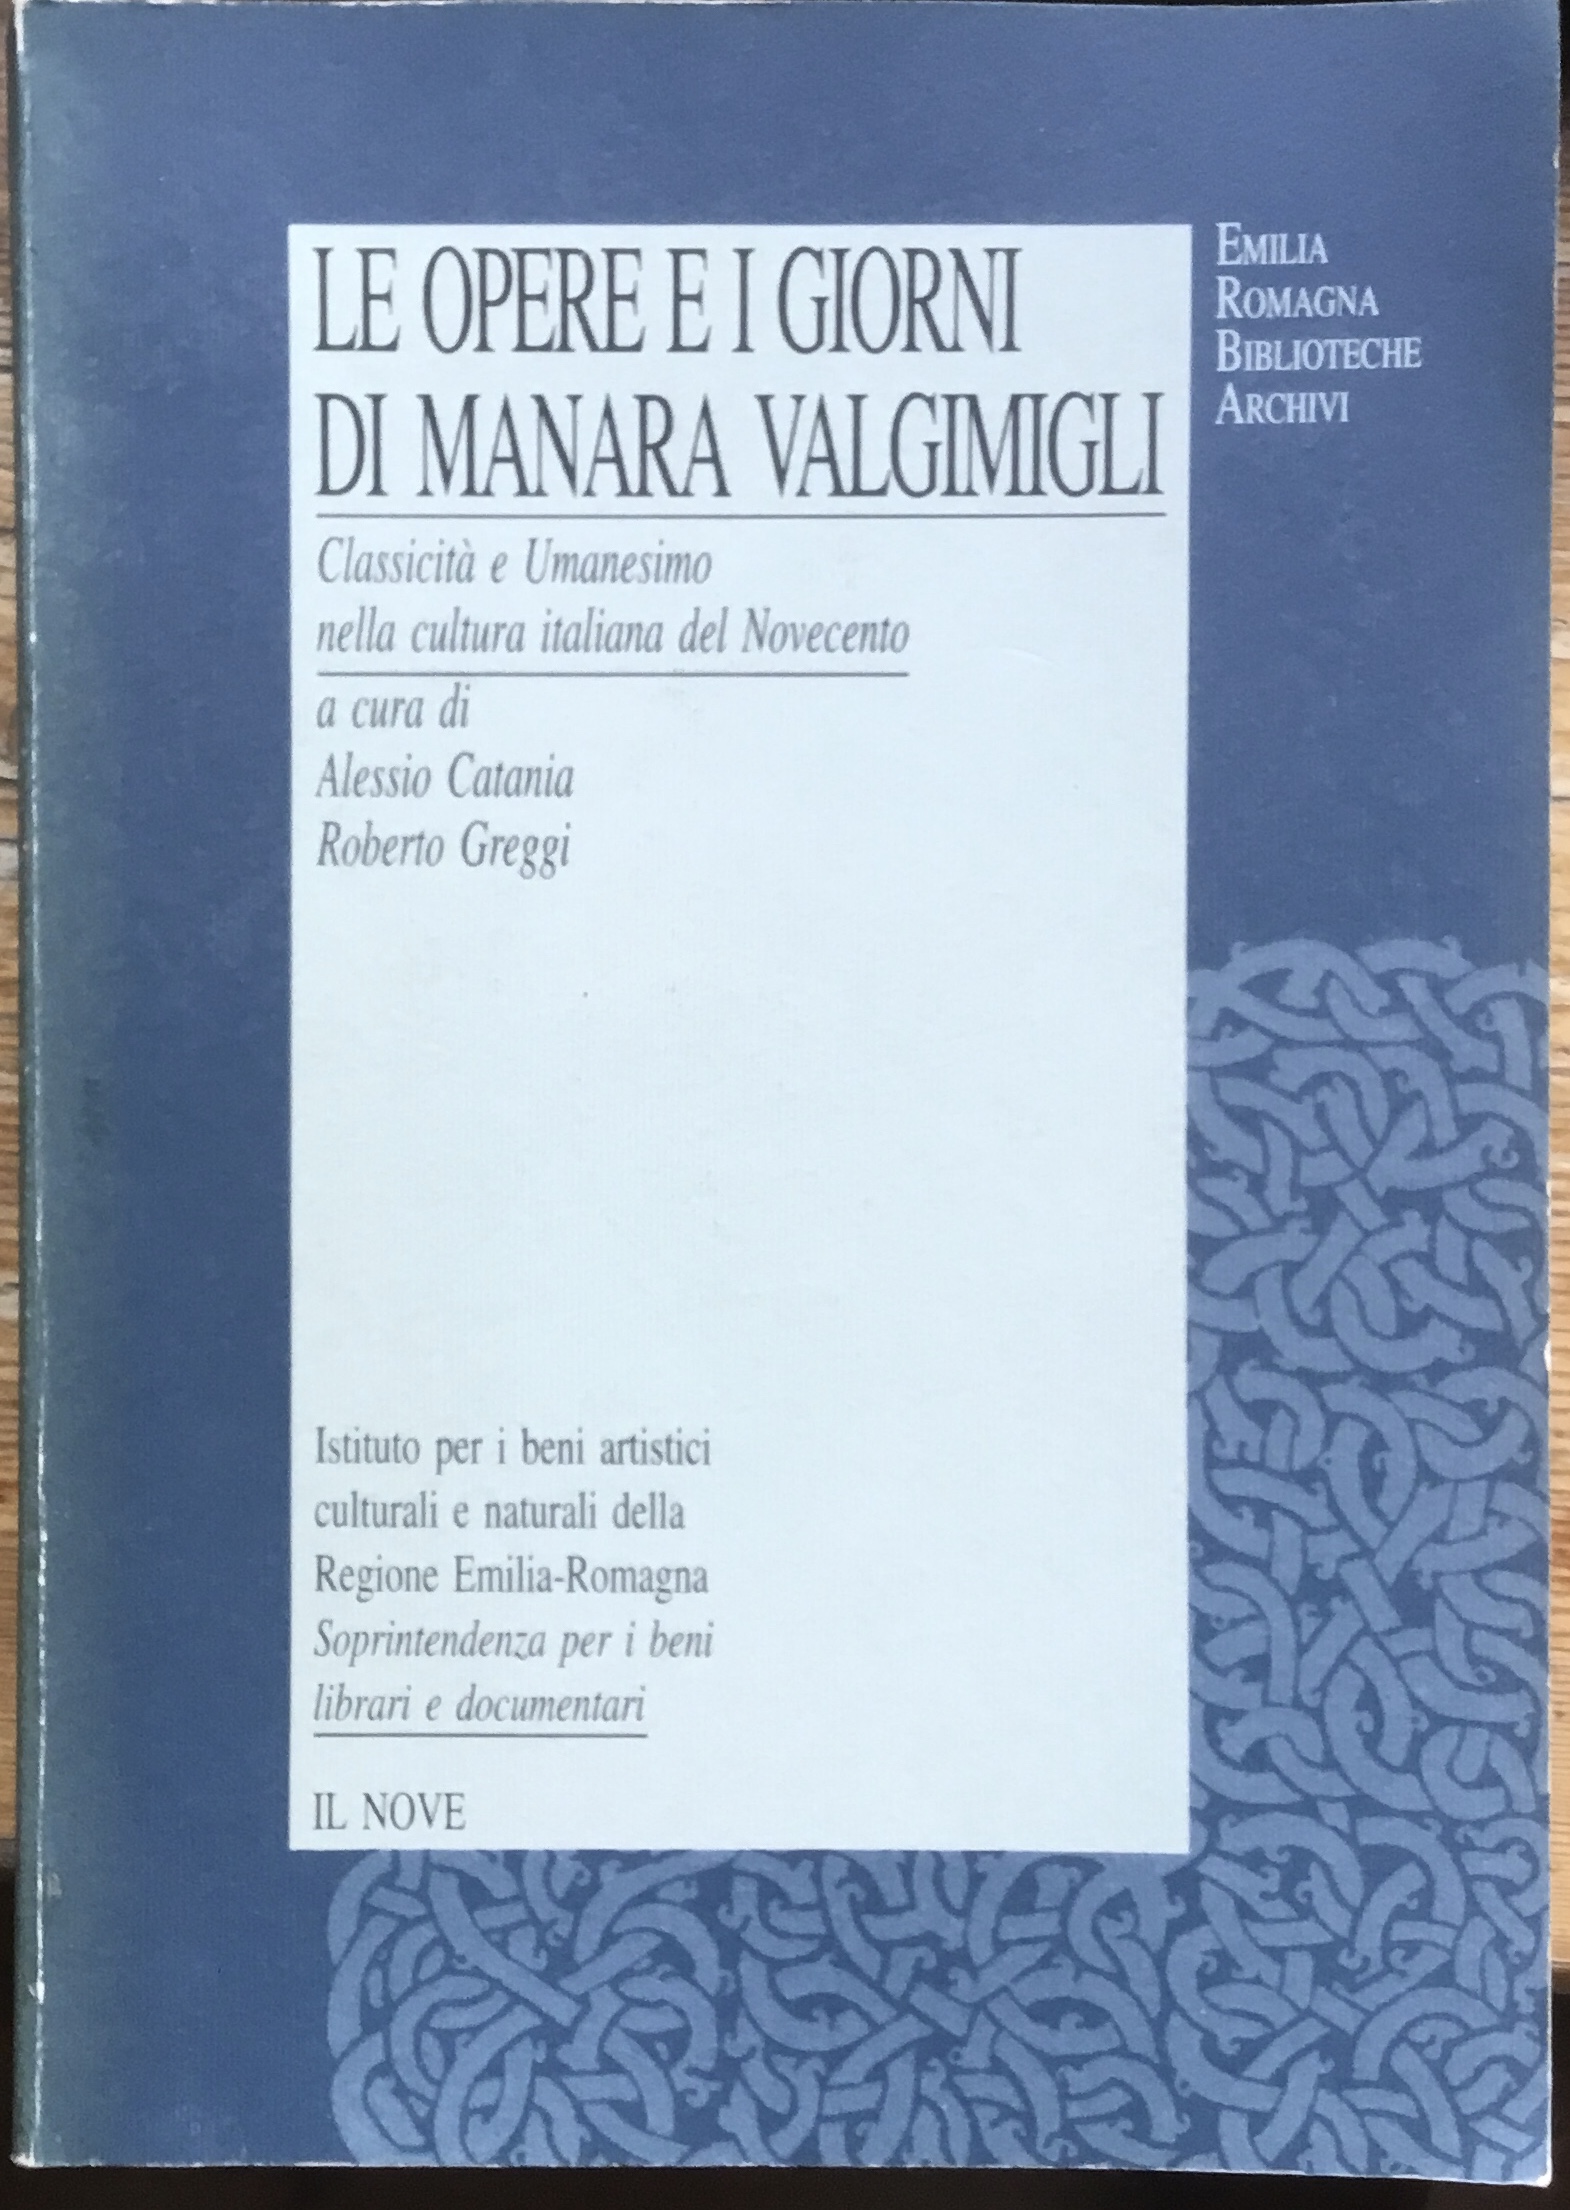 LE OPERE E I GIORNI
DI MANARA VALGIMIGLI
Classicità e Umanesimo
nella cultura italiana del Novecento
a cura di
Alessio Catania
Roberto Greggi
Istituto per i beni artistici
culturali e naturali della
Regione Emilia-Romagna
Soprintendenza per i beni
librari e documentari
IL NOVE
EMILIA
ROMAGNA
BIBLIOTECHE
ARCHIVI